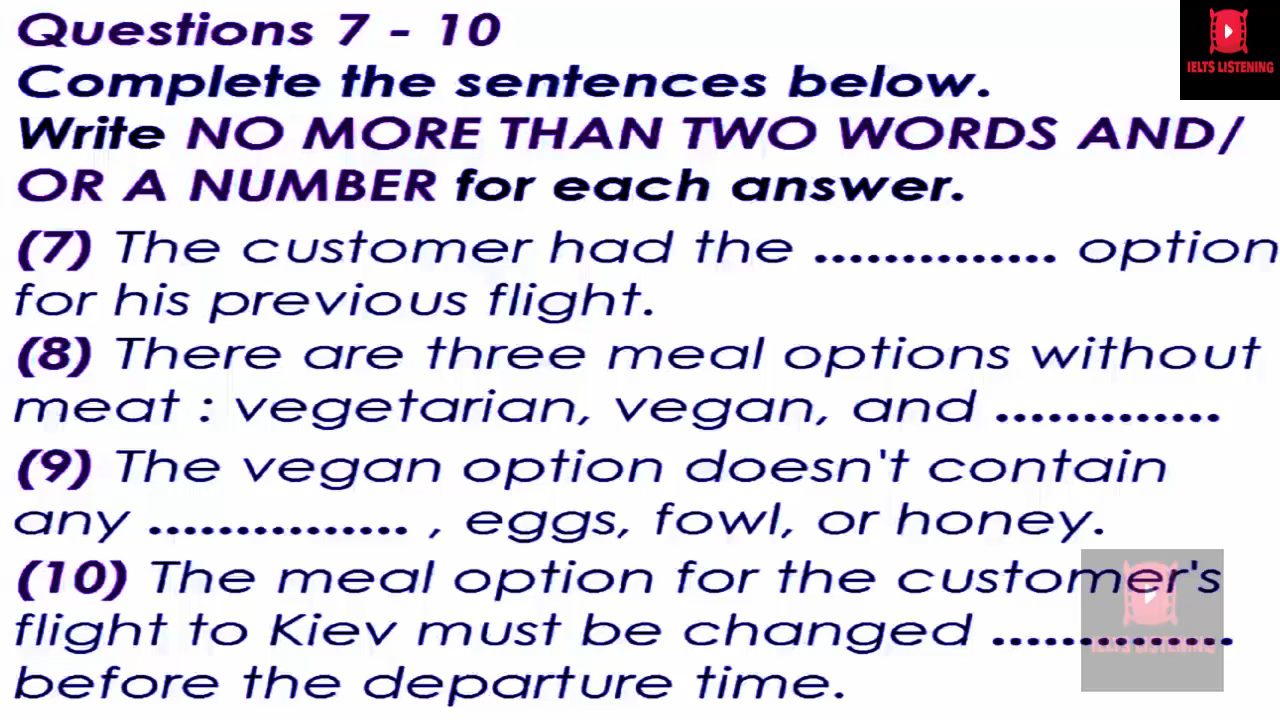 Questions 7 - 10
IELTS LISTENING
Complete the sentences below.
Write NO MORE THAN TWO WORDS AND/
OR A NUMBER for each answer.
(7) The customer had the .............. option
for his previous flight.
(8) There are three meal options without
meat : vegetarian, vegan, and .............
(9) The vegan option doesn't contain
any ............... , eggs, fowl, or honey.
(10) The meal option for the customer's
flight to Kiev must be changed ..............
IELTS LISTENING
before the departure time.